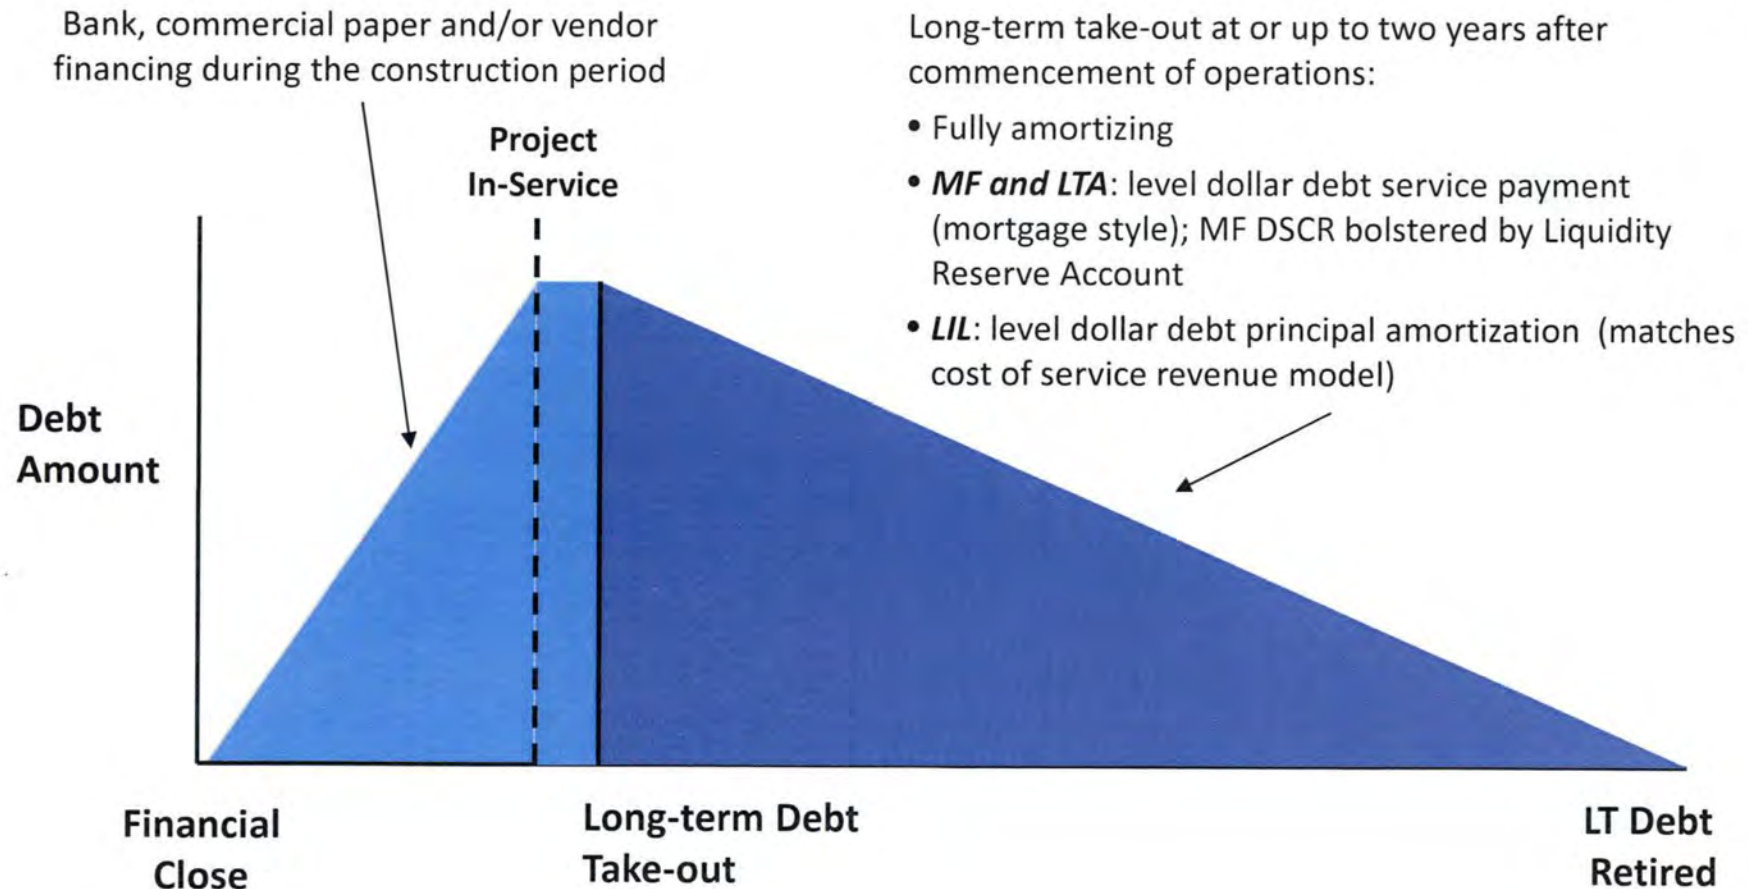 Bank, commercial paper and/or vendor
financing during the construction period
Long-term take-out at or up to two years after
commencement of operations:
• Fully amortizing
• MF and LTA: level dollar debt service payment
(mortgage style); MF DSCR bolstered by Liquidity
Reserve Account
• LIL: level dollar debt principal amortization (matches
cost of service revenue model)
Project
In-Service
Debt
Amount
Financial
Close
Long-term Debt
Take-out
LT Debt
Retired